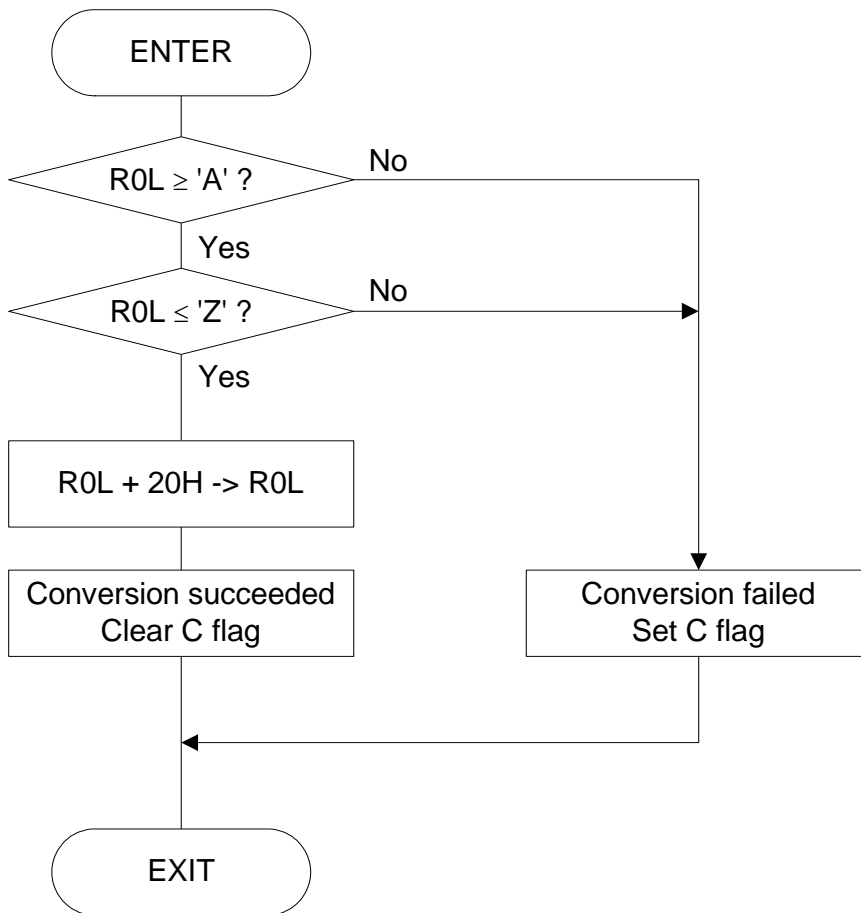 ENTER
R0L ≥ 'A' ?
No
Yes
R0L ≤ 'Z' ?
No
Yes
R0L + 20H -> R0L
Conversion succeeded
Clear C flag
Conversion failed
Set C flag
EXIT